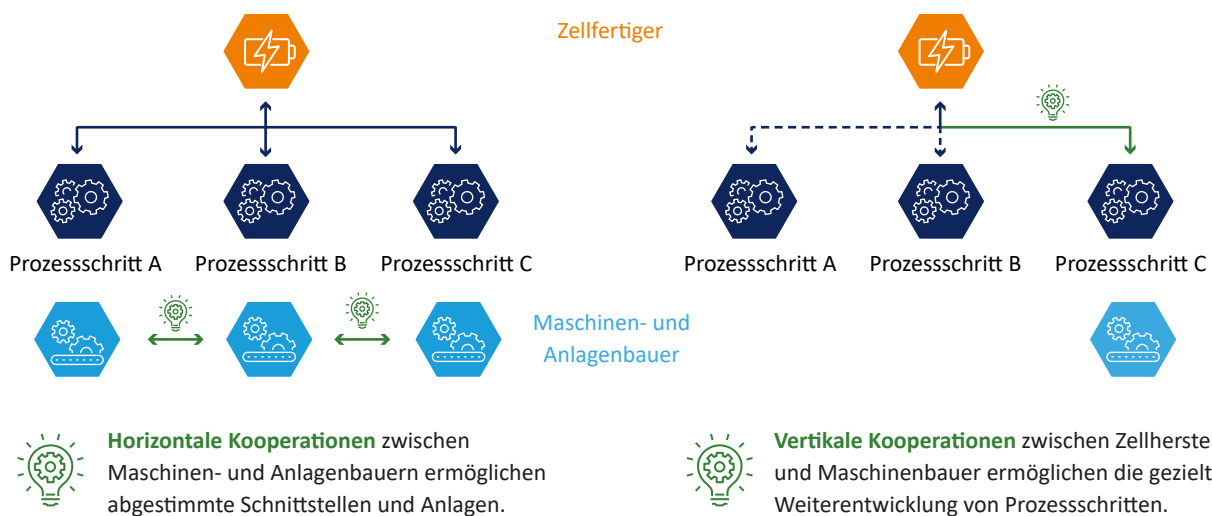 Zellfertiger
Prozessschritt A
Prozessschritt B
Prozessschritt C
Prozessschritt A
Prozessschritt B
Prozessschritt C
Maschinen- und
Anlagenbauer
Horizontale Kooperationen zwischen
Maschinen- und Anlagenbauern ermöglichen
abgestimmte Schnittstellen und Anlagen.
Vertikale Kooperationen zwischen Zellherste
und Maschinenbauer ermöglichen die gezielt
Weiterentwicklung von Prozessschritten.